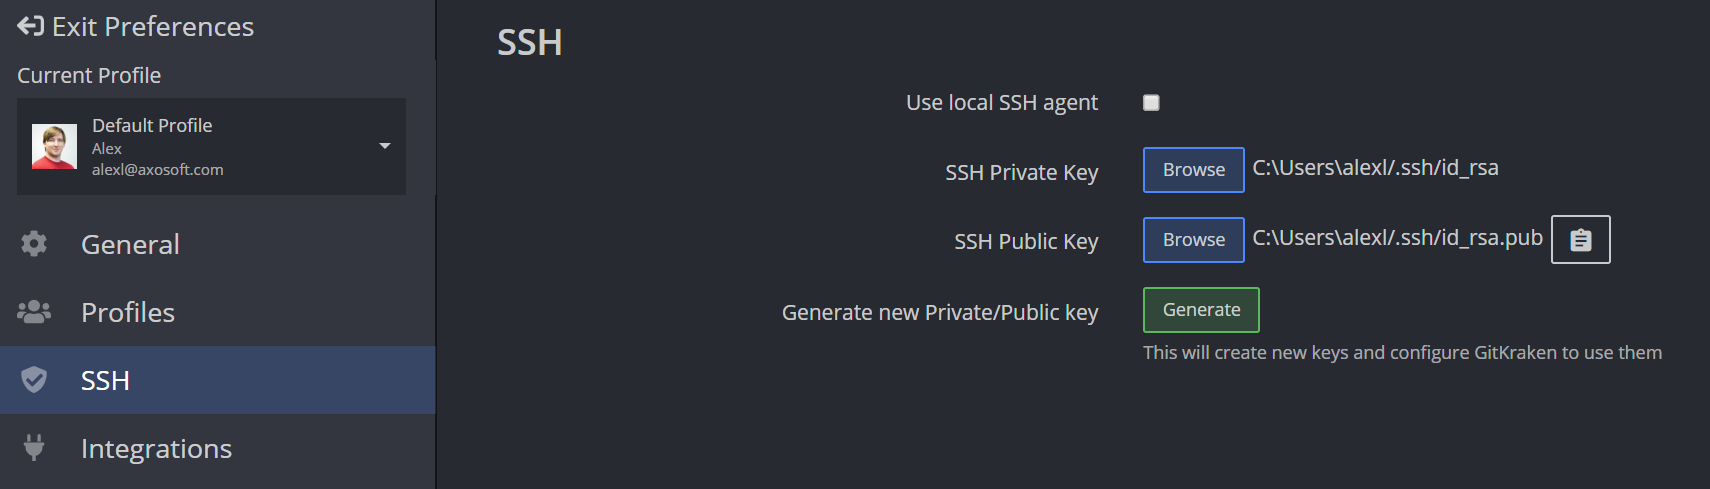 Exit Preferences
Current Profile
Default Profile
Alex
alexl@axosoft.com
General
Profiles
SSH
Integrations
SSH
Use local SSH agent
SSH Private Key Browse C:\Users\alexl/.ssh/id_rsa
SSH Public Key Browse C:\Users\alexl/.ssh/id_rsa.pub
Generate new Private/Public key Generate
This will create new keys and configure GitKraken to use them